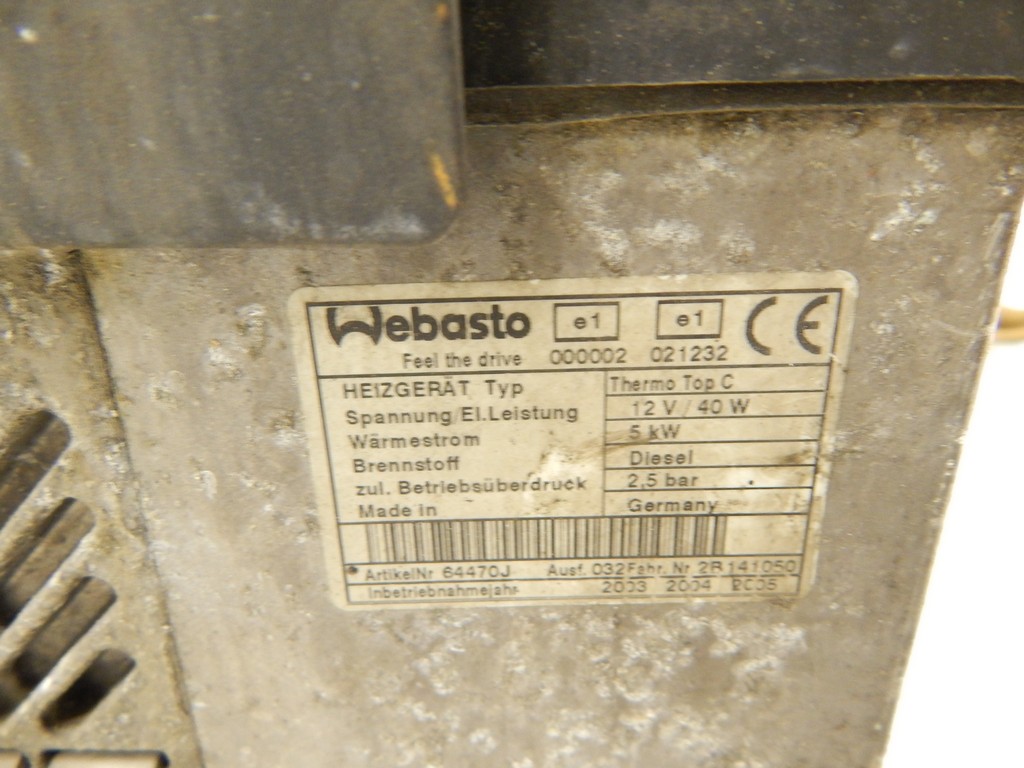 Webasto e1 e1 CE
Feel the drive 000002 021232
HEIZGERÄT Typ Thermo Top C
Spannung/El.Leistung 12 V / 40 W
Wärmestrom 5 kW
Brennstoff Diesel
zul. Betriebsüberdruck 2,5 bar
Made in Germany
ArtikelNr 64470J Ausf. 032 Fahr. Nr 2R141050
Inbetriebnahmejahr 2003 2004 2005